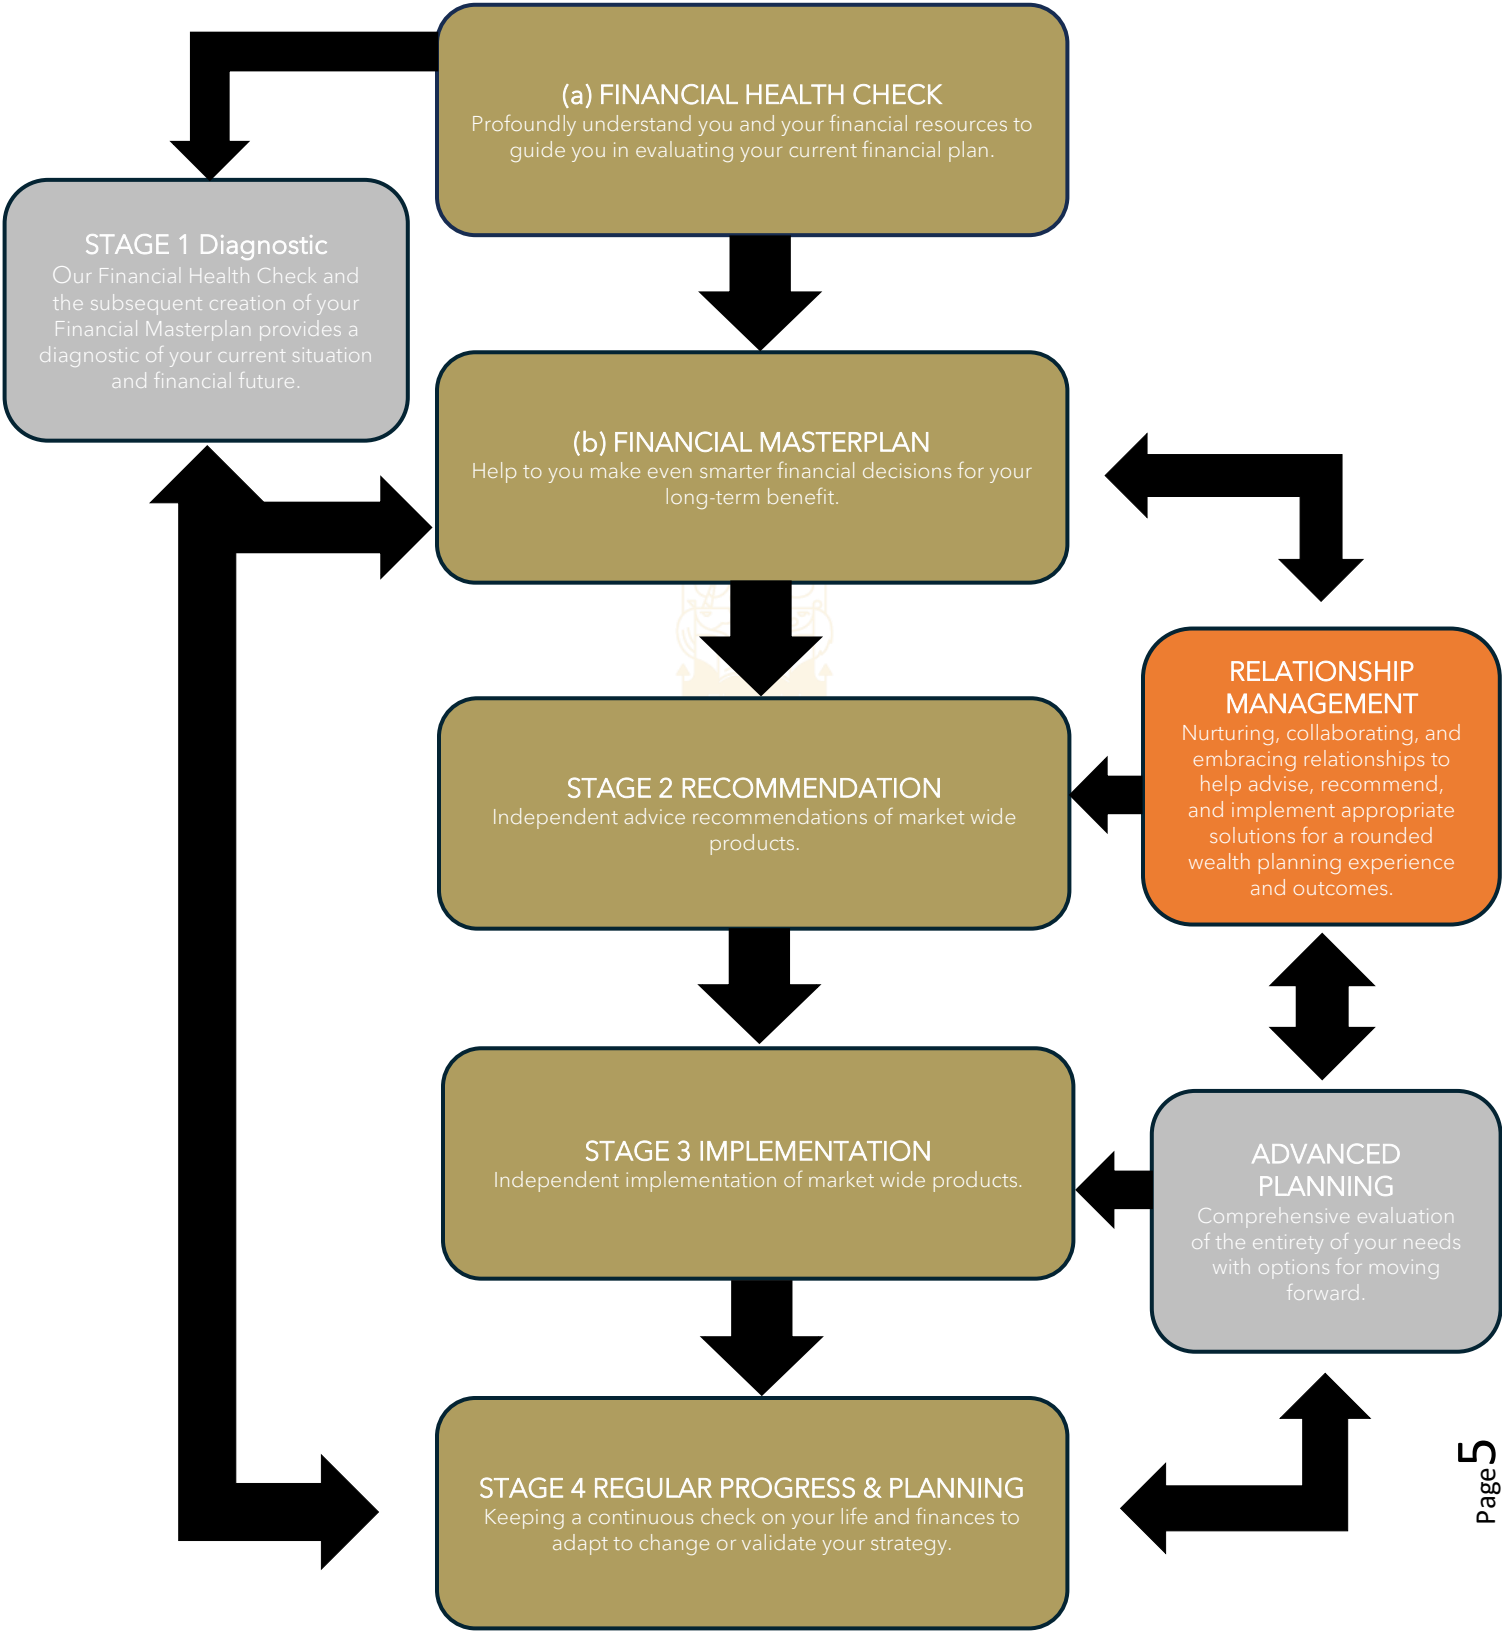 (a) FINANCIAL HEALTH CHECK
Profoundly understand you and your financial resources to
guide you in evaluating your current financial plan.
STAGE 1 Diagnostic
Our Financial Health Check and
the subsequent creation of your
Financial Masterplan provides a
diagnostic of your current situation
and financial future.
(b) FINANCIAL MASTERPLAN
Help to you make even smarter financial decisions for your
long-term benefit.
RELATIONSHIP
MANAGEMENT
Nurturing, collaborating, and
embracing relationships to
help advise, recommend,
and implement appropriate
solutions for a rounded
wealth planning experience
and outcomes.
STAGE 2 RECOMMENDATION
Independent advice recommendations of market wide
products.
STAGE 3 IMPLEMENTATION
Independent implementation of market wide products.
ADVANCED
PLANNING
Comprehensive evaluation
of the entirety of your needs
with options for moving
forward.
STAGE 4 REGULAR PROGRESS & PLANNING
Keeping a continuous check on your life and finances to
adapt to change or validate your strategy.
Page 5